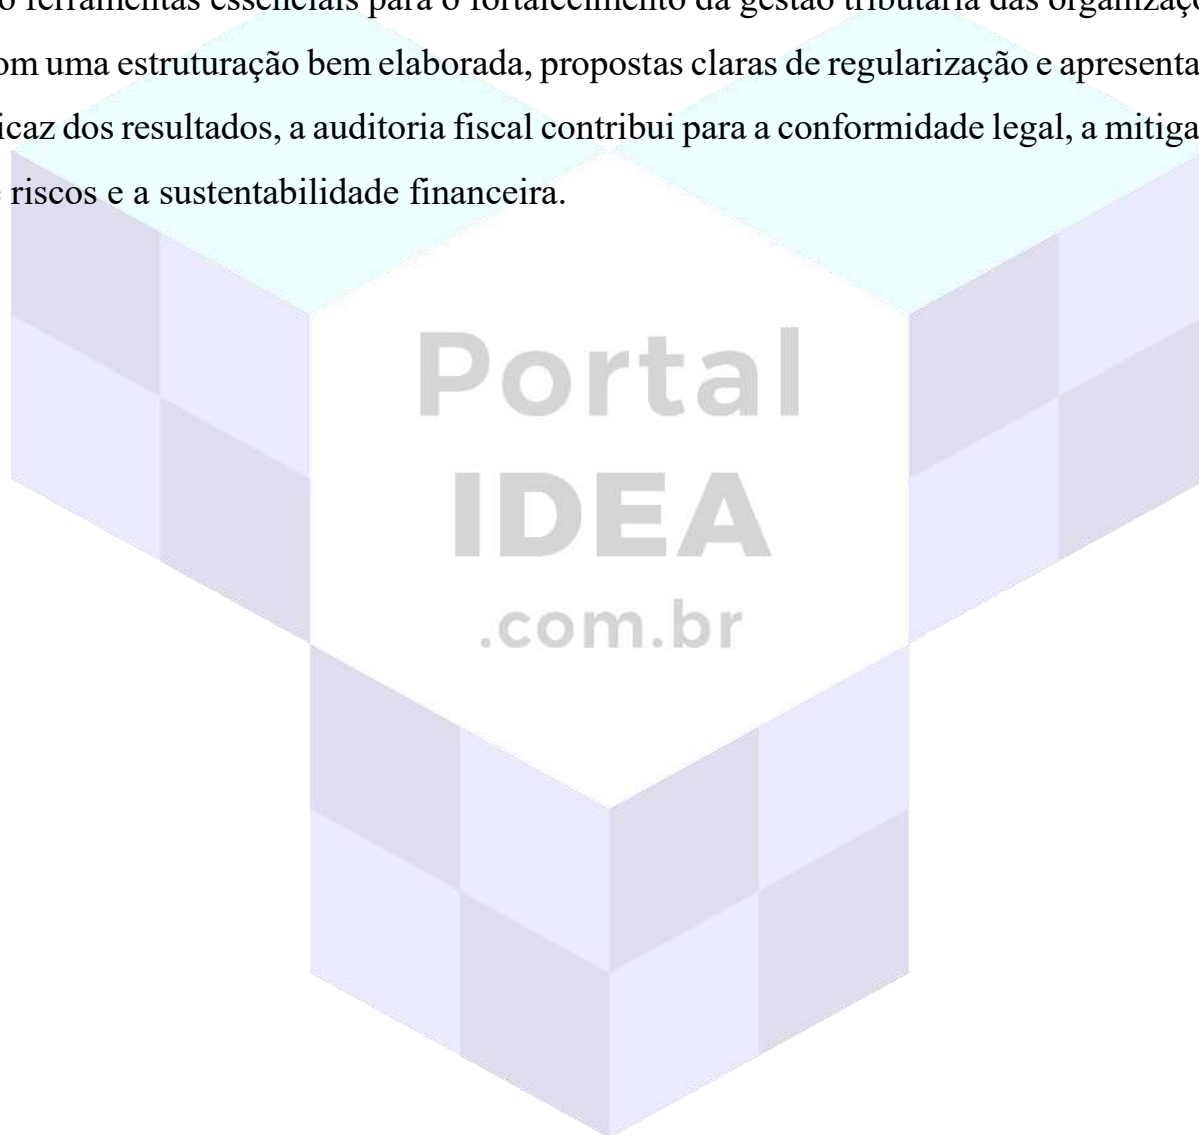 o ferramentas essenciais para o fortalecimento da gestão tributária das organizaçõ
om uma estruturação bem elaborada, propostas claras de regularização e apresenta
icaz dos resultados, a auditoria fiscal contribui para a conformidade legal, a mitiga
e riscos e a sustentabilidade financeira.
Portal
IDEA
.com.br